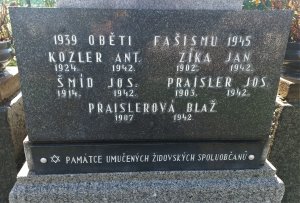 1939 OBĚTI FAŠISMU 1945
KOZLER ANT. ZÍKA JAN
1924. 1942. 1902. 1942.
ŠMÍD JOS. PRAISLER JOS.
1914. 1942. 1903. 1942.
PRAISLEROVÁ BLAŽ
1907 1942
✡ PAMÁTCE UMUČENÝCH ŽIDOVSKÝCH SPOLUOBČANŮ